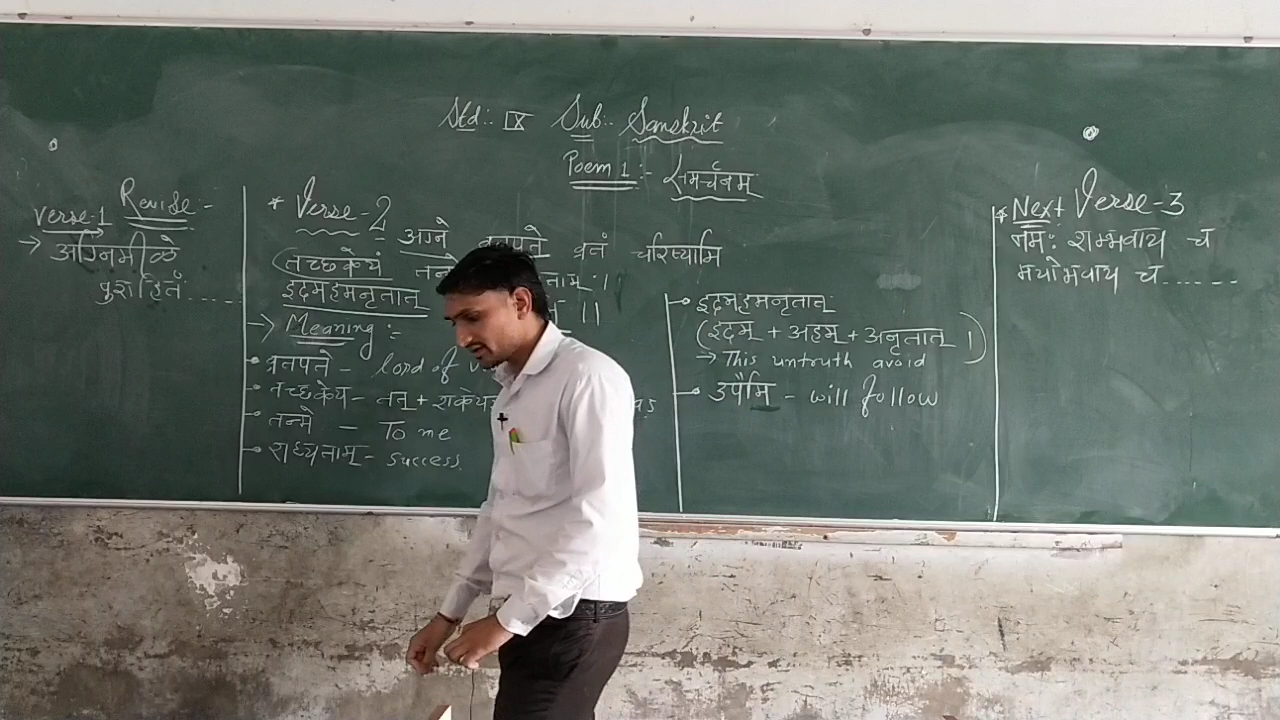 Std:- IX Sub:- Sanskrit
Poem 1:- समर्चनम्
Revise:-
Verse-1
→ अग्निमीळे
पुरोहितं.....
* Verse-2
अग्ने व्रतपते व्रतं चरिष्यामि
तच्छकेयं तन्मे
इदमहमनृतात् ॥
→ Meaning:-
व्रतपते - lord of
तच्छकेयं - तत् + शकेयं
तन्मे - To me
राध्यताम् - success
इदमहमनृतात्
(इदम् + अहम् + अनृतात् ।)
→ This untruth avoid
उपैमि - will follow
* Next Verse-3
नमः शम्भवाय च
मयोभवाय च......